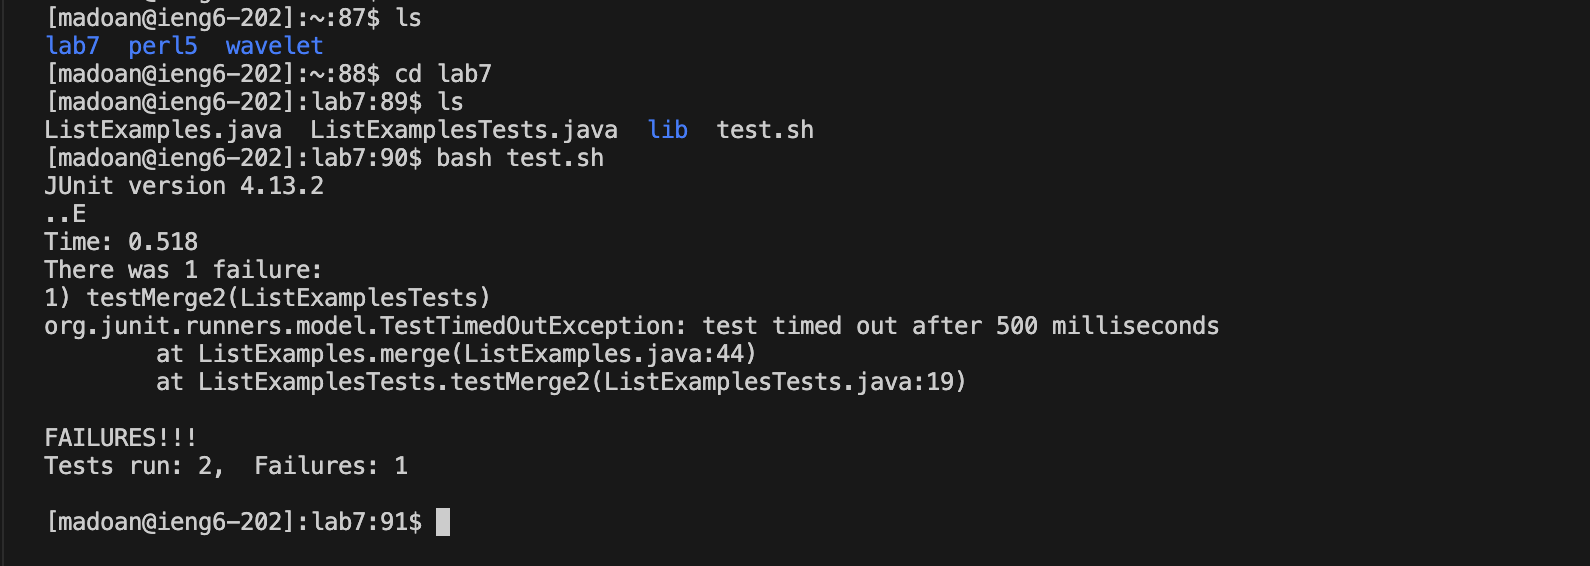 [madoan@ieng6-202]:~:87$ ls
lab7  perl5  wavelet
[madoan@ieng6-202]:~:88$ cd lab7
[madoan@ieng6-202]:lab7:89$ ls
ListExamples.java  ListExamplesTests.java  lib  test.sh
[madoan@ieng6-202]:lab7:90$ bash test.sh
JUnit version 4.13.2
..E
Time: 0.518
There was 1 failure:
1) testMerge2(ListExamplesTests)
org.junit.runners.model.TestTimedOutException: test timed out after 500 milliseconds
        at ListExamples.merge(ListExamples.java:44)
        at ListExamplesTests.testMerge2(ListExamplesTests.java:19)
FAILURES!!!
Tests run: 2,  Failures: 1
[madoan@ieng6-202]:lab7:91$